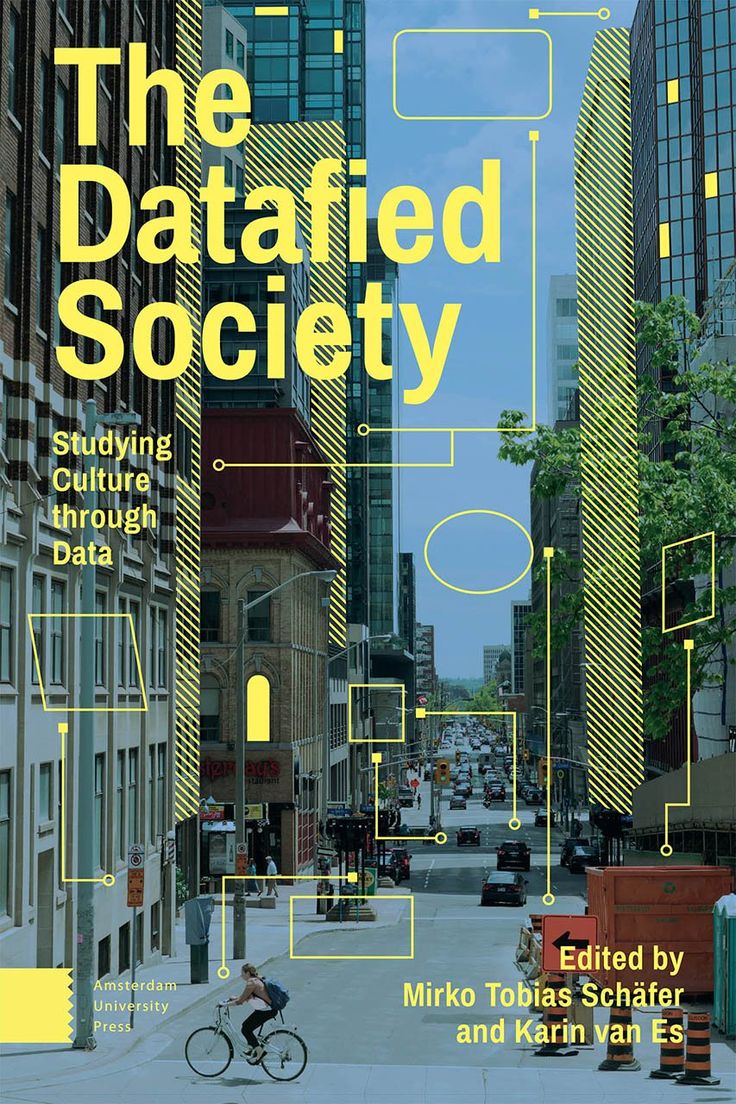 The
Datafied
Society
Studying
Culture
through
Data
Edited by
Mirko Tobias Schäfer
and Karin van Es
Amsterdam
University
Press